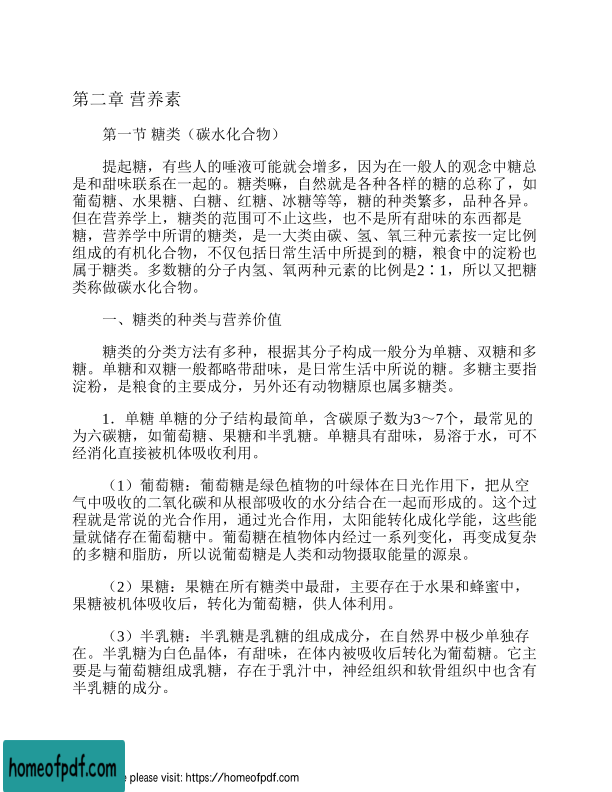 第二章 营养素
第一节 糖类（碳水化合物）
提起糖，有些人的唾液可能就会增多，因为在一般人的观念中糖总
是和甜味联系在一起的。糖类嘛，自然就是各种各样的糖的总称了，如
葡萄糖、水果糖、白糖、红糖、冰糖等等，糖的种类繁多，品种各异。
但在营养学上，糖类的范围可不止这些，也不是所有甜味的东西都是
糖，营养学中所谓的糖类，是一大类由碳、氢、氧三种元素按一定比例
组成的有机化合物，不仅包括日常生活中所提到的糖，粮食中的淀粉也
属于糖类。多数糖的分子内氢、氧两种元素的比例是2∶1，所以又把糖
类称做碳水化合物。
一、糖类的种类与营养价值
糖类的分类方法有多种，根据其分子构成一般分为单糖、双糖和多
糖。单糖和双糖一般都略带甜味，是日常生活中所说的糖。多糖主要指
淀粉，是粮食的主要成分，另外还有动物糖原也属多糖类。
1．单糖 单糖的分子结构最简单，含碳原子数为3～7个，最常见的
为六碳糖，如葡萄糖、果糖和半乳糖。单糖具有甜味，易溶于水，可不
经消化直接被机体吸收利用。
（1）葡萄糖：葡萄糖是绿色植物的叶绿体在日光作用下，把从空
气中吸收的二氧化碳和从根部吸收的水分结合在一起而形成的。这个过
程就是常说的光合作用，通过光合作用，太阳能转化成化学能，这些能
量就储存在葡萄糖中。葡萄糖在植物体内经过一系列变化，再变成复杂
的多糖和脂肪，所以说葡萄糖是人类和动物摄取能量的源泉。
（2）果糖：果糖在所有糖类中最甜，主要存在于水果和蜂蜜中，
果糖被机体吸收后，转化为葡萄糖，供人体利用。
（3）半乳糖：半乳糖是乳糖的组成成分，在自然界中极少单独存
在。半乳糖为白色晶体，有甜味，在体内被吸收后转化为葡萄糖。它主
要是与葡萄糖组成乳糖，存在于乳汁中，神经组织和软骨组织中也含有
半乳糖的成分。
homeofpdf.com
please visit: https://homeofpdf.com